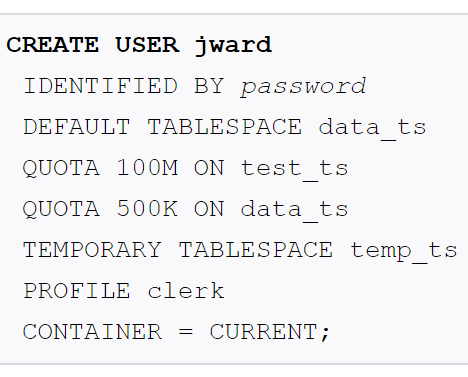 CREATE USER jward
IDENTIFIED BY password
DEFAULT TABLESPACE data_ts
QUOTA 100M ON test_ts
QUOTA 500K ON data_ts
TEMPORARY TABLESPACE temp_ts
PROFILE clerk
CONTAINER = CURRENT;